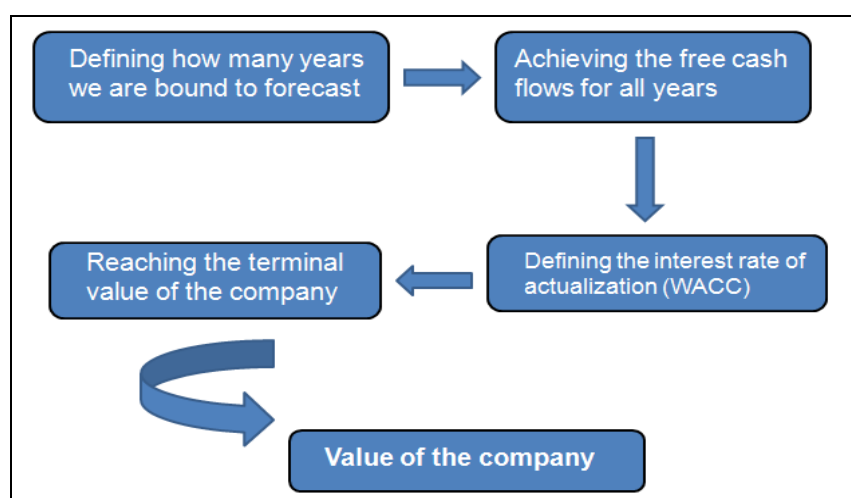 Defining how many years
we are bound to forecast
Achieving the free cash
flows for all years
Defining the interest rate of
actualization (WACC)
Reaching the terminal
value of the company
Value of the company